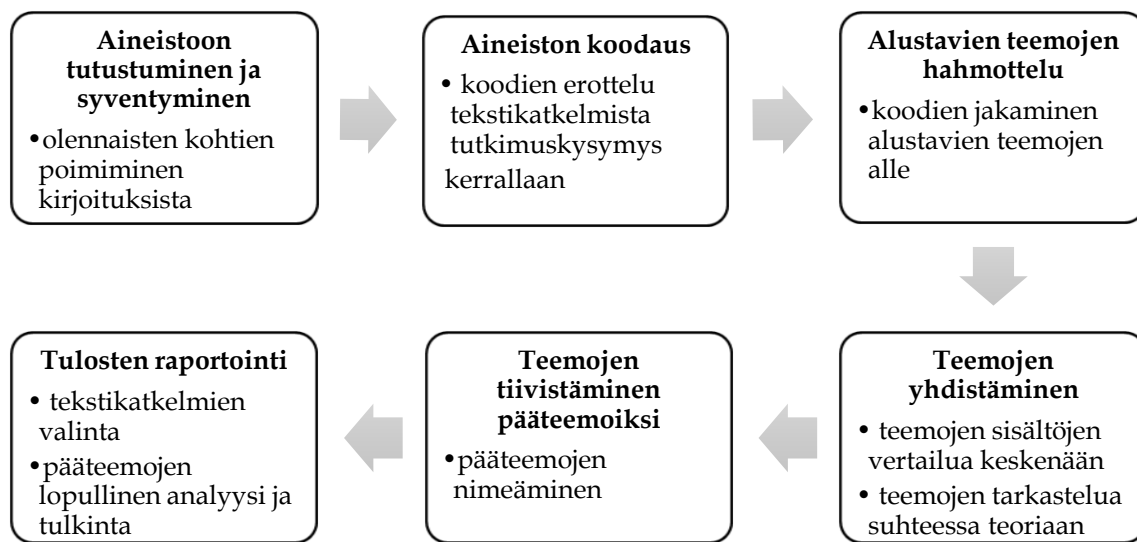 Aineistoon
tutustuminen ja
syventyminen
•olennaisten kohtien
poimiminen
kirjoituksista
Aineiston koodaus
• koodien erottelu
tekstikatkelmista
tutkimuskysymys
kerrallaan
Alustavien teemojen
hahmottelu
•koodien jakaminen
alustavien teemojen
alle
Teemojen
yhdistäminen
• teemojen sisältöjen
vertailua keskenään
• teemojen tarkastelua
suhteessa teoriaan
Teemojen
tiivistäminen
pääteemoiksi
•pääteemojen
nimeäminen
Tulosten raportointi
• tekstikatkelmien
valinta
•pääteemojen
lopullinen analyysi ja
tulkinta